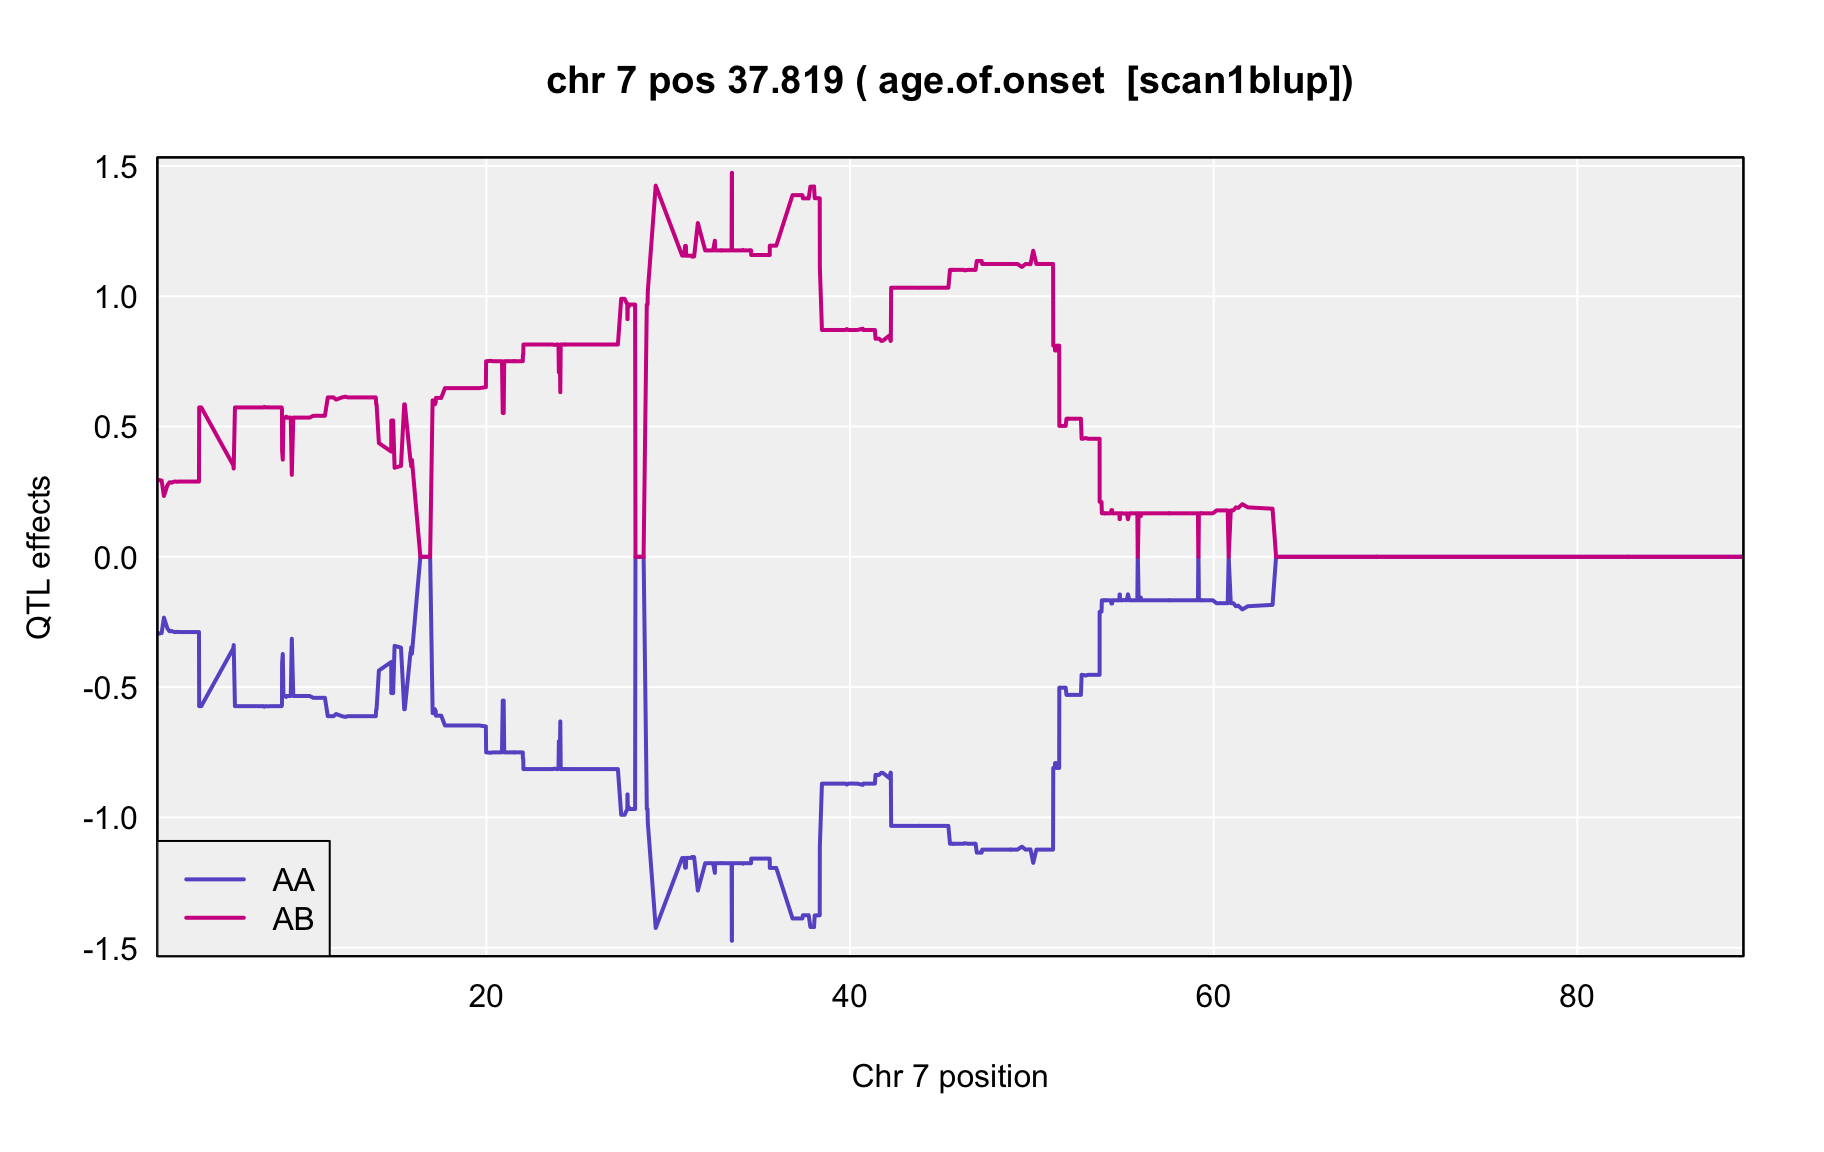 chr 7 pos 37.819 ( age.of.onset  [scan1blup])
QTL effects
1.5
1.0
0.5
0.0
-0.5
-1.0
-1.5
AA
AB
20 40 60 80
Chr 7 position